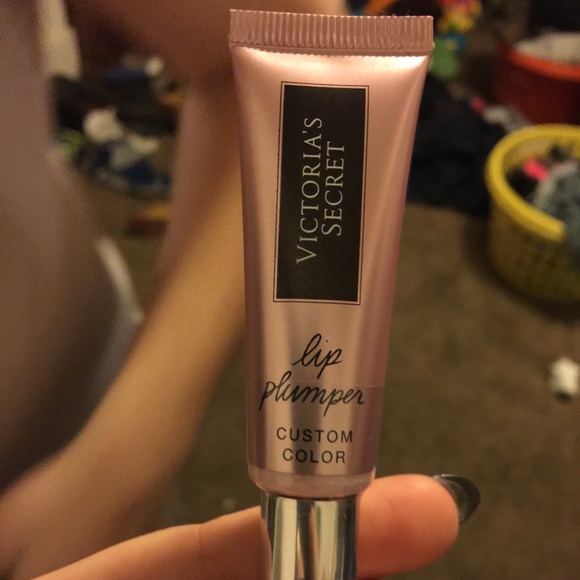 VICTORIA'S
SECRET
lip
plumper
CUSTOM
COLOR